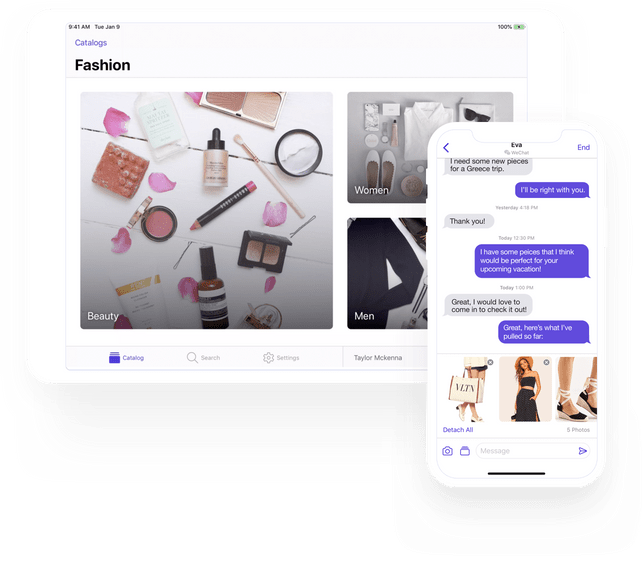 9:41 AM Tue Jan 9
100%
Catalogs
Fashion
Beauty
Women
Men
Catalog
Search
Settings
Taylor Mckenna
Eva
WeChat
End
I need some new pieces
for a Greece trip.
I'll be right with you.
Yesterday 4:18 PM
Thank you!
Today 12:30 PM
I have some peices that I think
would be perfect for your
upcoming vacation!
Today 1:00 PM
Great, I would love to
come in to check it out!
Great, here's what I've
pulled so far:
VLTN
Detach All
5 Photos
Message